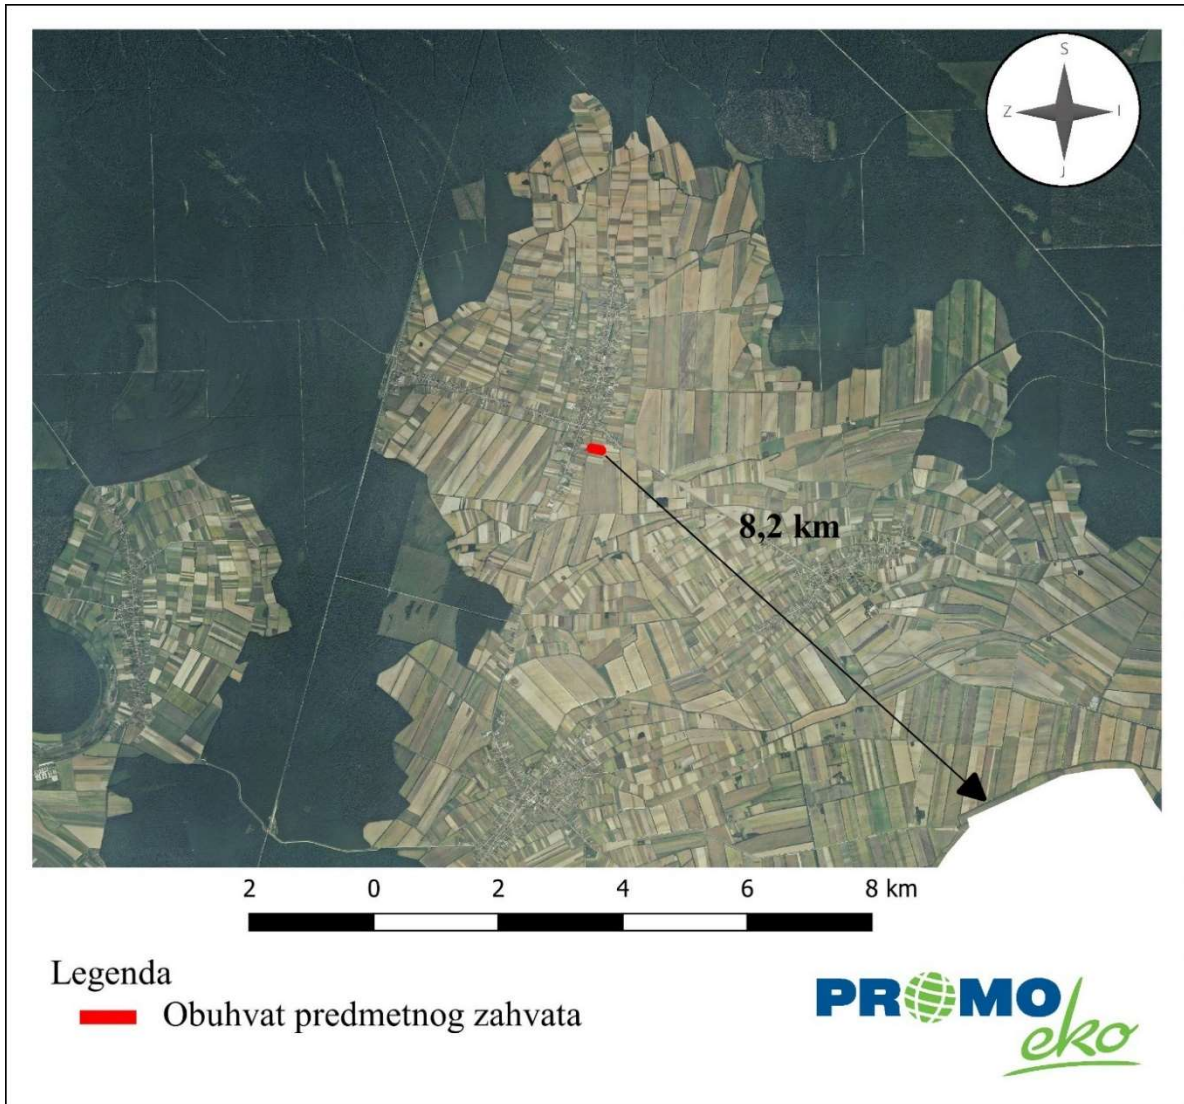 S
Z I
J
8,2 km
2 0 2 4 6 8 km
Legenda
Obuhvat predmetnog zahvata
PROMO
eko